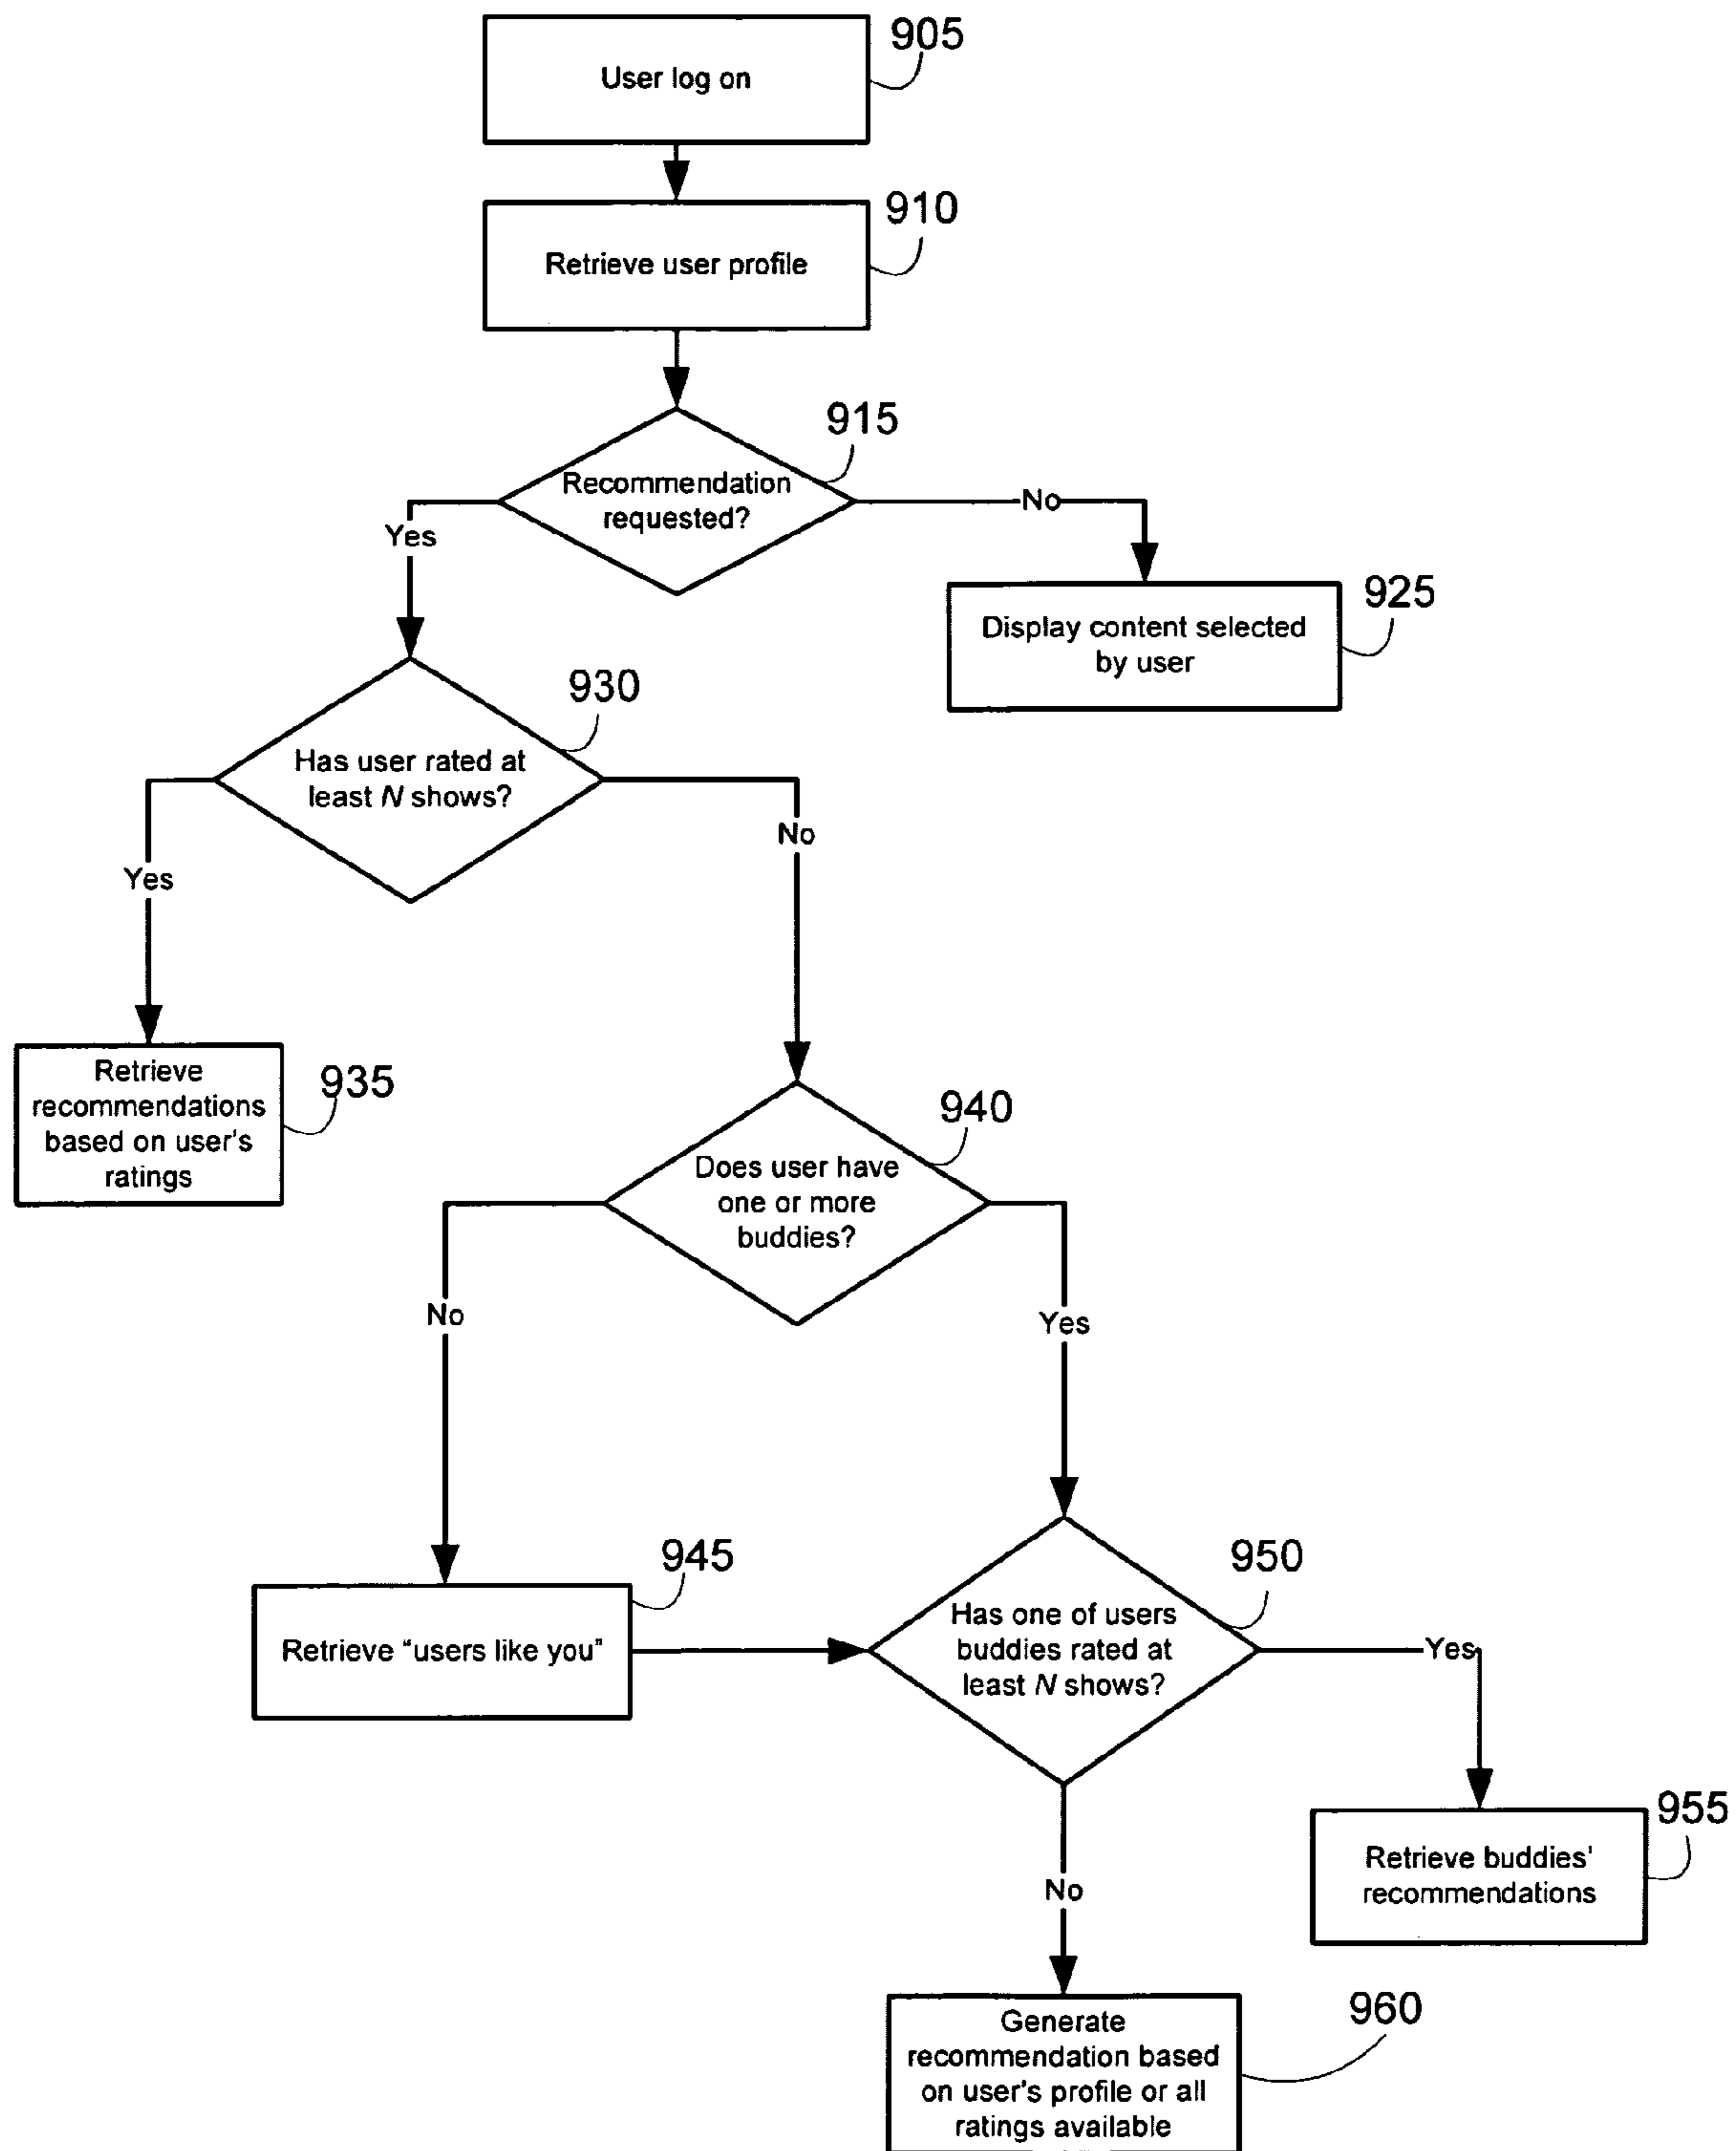 905
User log on
910
Retrieve user profile
915
Recommendation
requested?
No
Yes
925
Display content selected
by user
930
Has user rated at
least N shows?
No
Yes
935
Retrieve
recommendations
based on user's
ratings
940
Does user have
one or more
buddies?
No
Yes
945
Retrieve "users like you"
950
Has one of users
buddies rated at
least N shows?
Yes
955
Retrieve buddies'
recommendations
No
960
Generate
recommendation based
on user's profile or all
ratings available